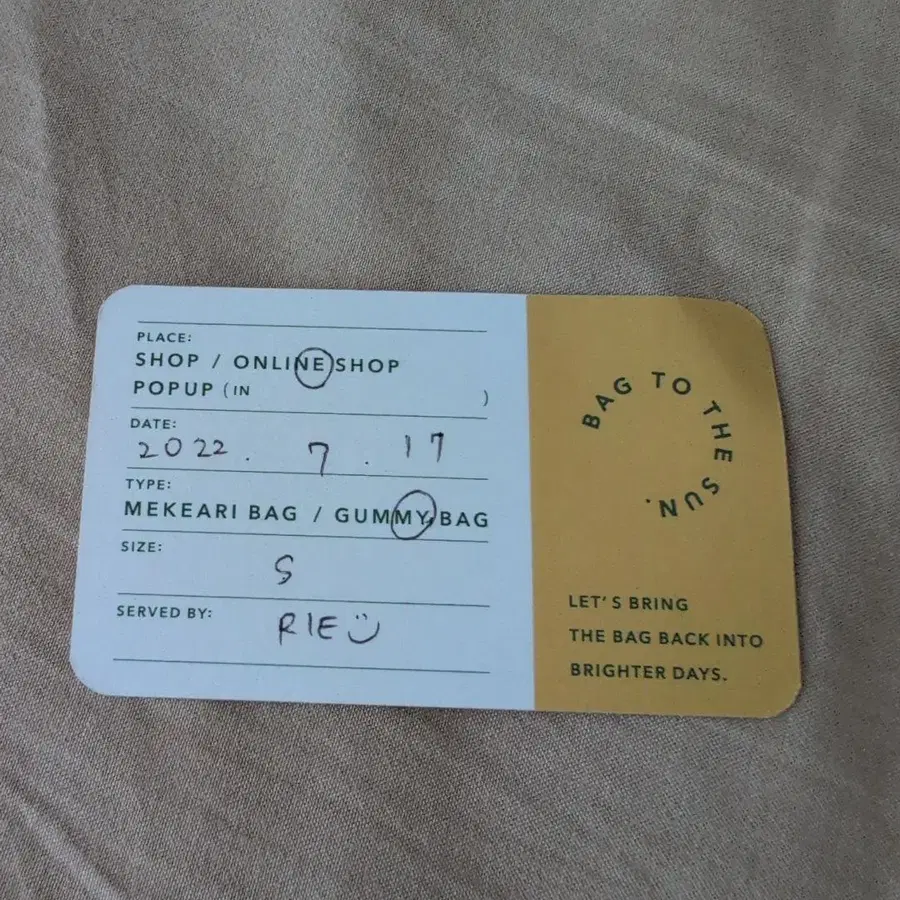 PLACE:
SHOP / ONLINE SHOP
POPUP (IN )
DATE:
2022. 7. 17
TYPE:
MEKEARI BAG / GUMMY BAG
SIZE:
S
SERVED BY:
RIE
BAG TO THE SUN.
LET'S BRING
THE BAG BACK INTO
BRIGHTER DAYS.